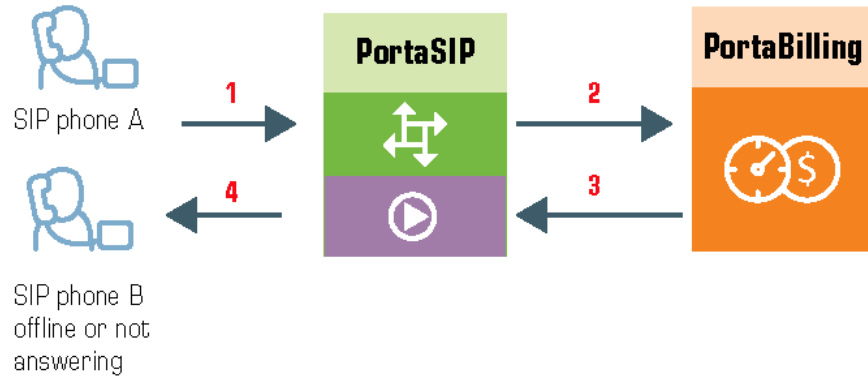 PortaSIP
PortaBilling
1
2
SIP phone A
4
3
$
SIP phone B
offline or not
answering